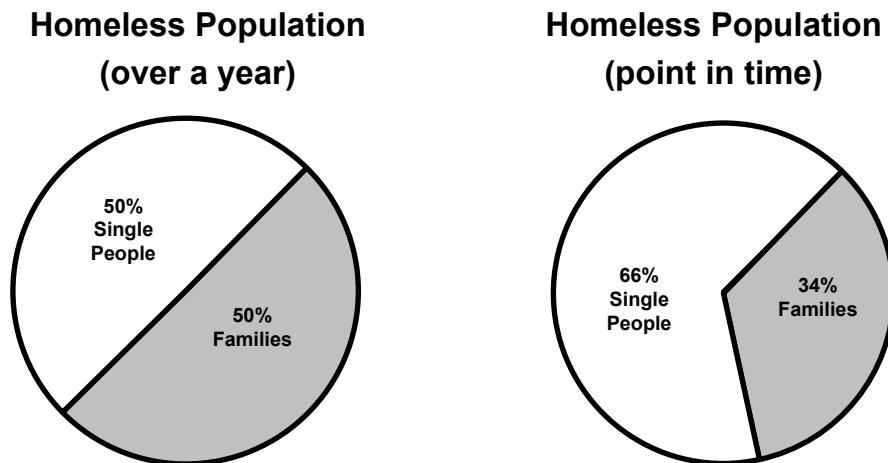 Homeless Population
(over a year)
50%
Single
People
50%
Families
Homeless Population
(point in time)
66%
Single
People
34%
Families